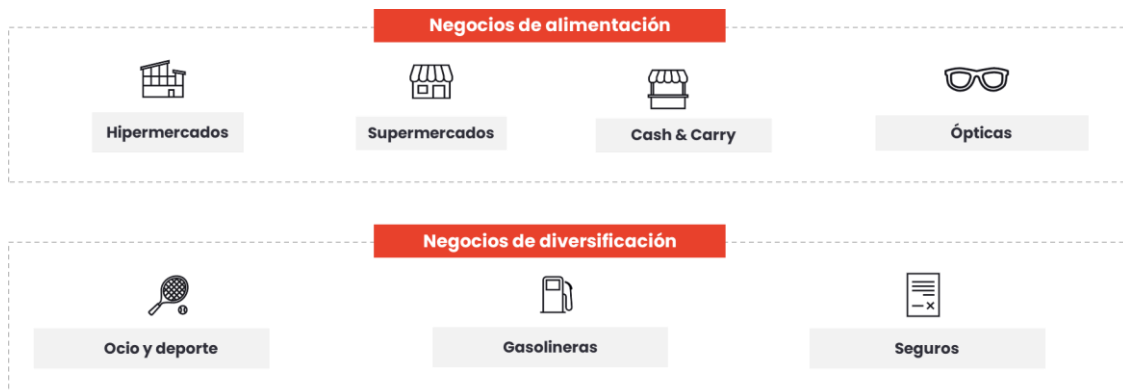 Negocios de alimentación
Hipermercados
Supermercados
Cash & Carry
Ópticas
Negocios de diversificación
Ocio y deporte
Gasolineras
Seguros